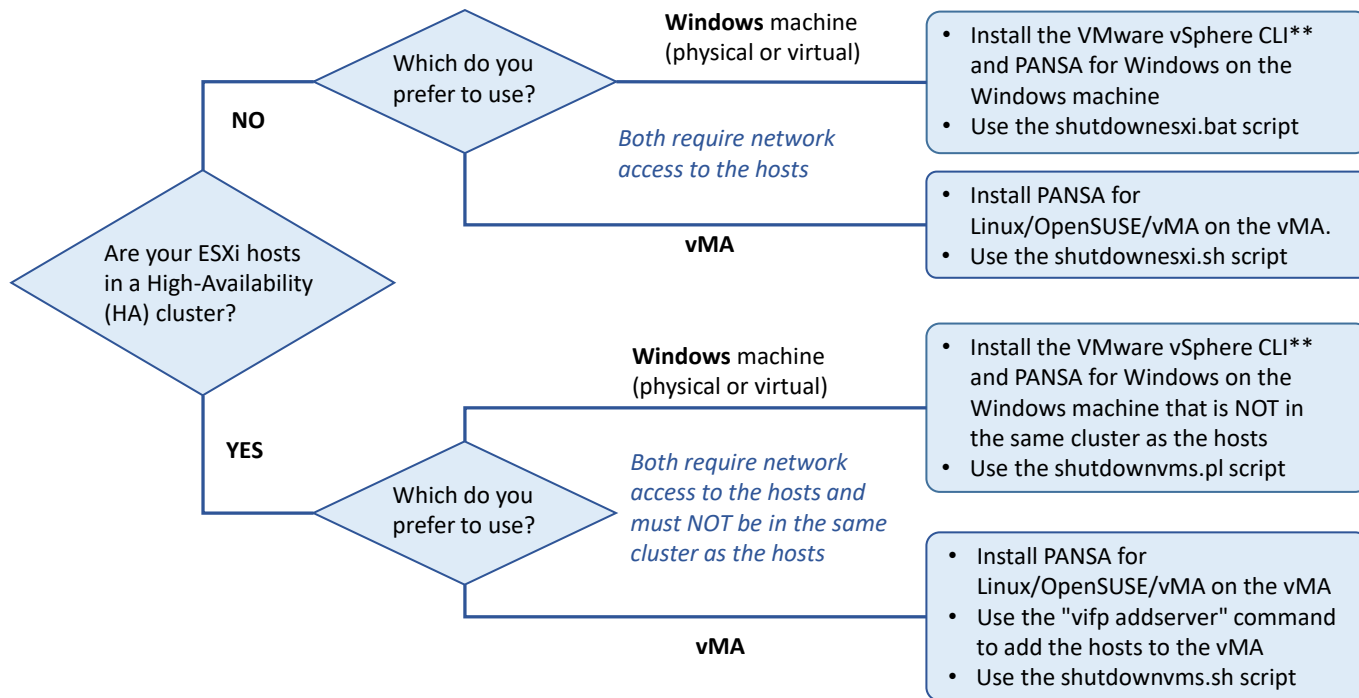 Windows machine
(physical or virtual)
• Install the VMware vSphere CLI**
and PANSA for Windows on the
Windows machine
• Use the shutdownesxi.bat script
Which do you
prefer to use?
NO
Both require network
access to the hosts
vMA
• Install PANSA for
Linux/OpenSUSE/vMA on the vMA.
• Use the shutdownesxi.sh script
Are your ESXi hosts
in a High-Availability
(HA) cluster?
YES
Windows machine
(physical or virtual)
• Install the VMware vSphere CLI**
and PANSA for Windows on the
Windows machine that is NOT in
the same cluster as the hosts
• Use the shutdownvms.pl script
Which do you
prefer to use?
Both require network
access to the hosts and
must NOT be in the same
cluster as the hosts
vMA
• Install PANSA for
Linux/OpenSUSE/vMA on the vMA
• Use the "vifp addserver" command
to add the hosts to the vMA
• Use the shutdownvms.sh script